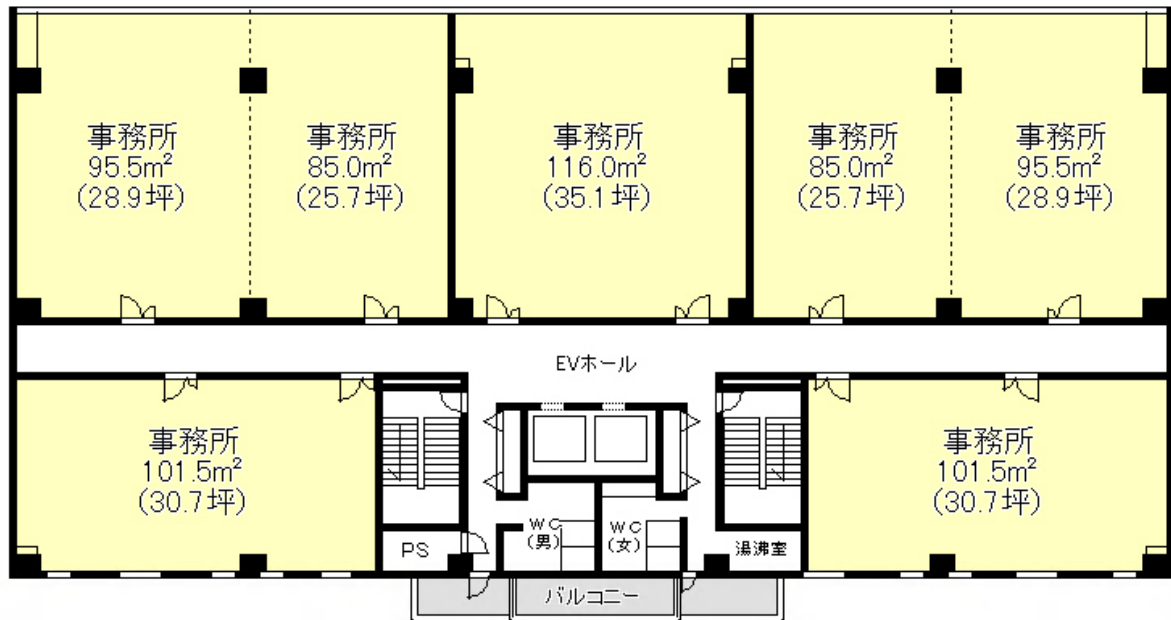 事務所
95.5m²
(28.9坪)
事務所
85.0m²
(25.7坪)
事務所
116.0m²
(35.1坪)
事務所
85.0m²
(25.7坪)
事務所
95.5m²
(28.9坪)
EVホール
事務所
101.5m²
(30.7坪)
事務所
101.5m²
(30.7坪)
PS
WC
(男)
WC
(女)
湯沸室
バルコニー